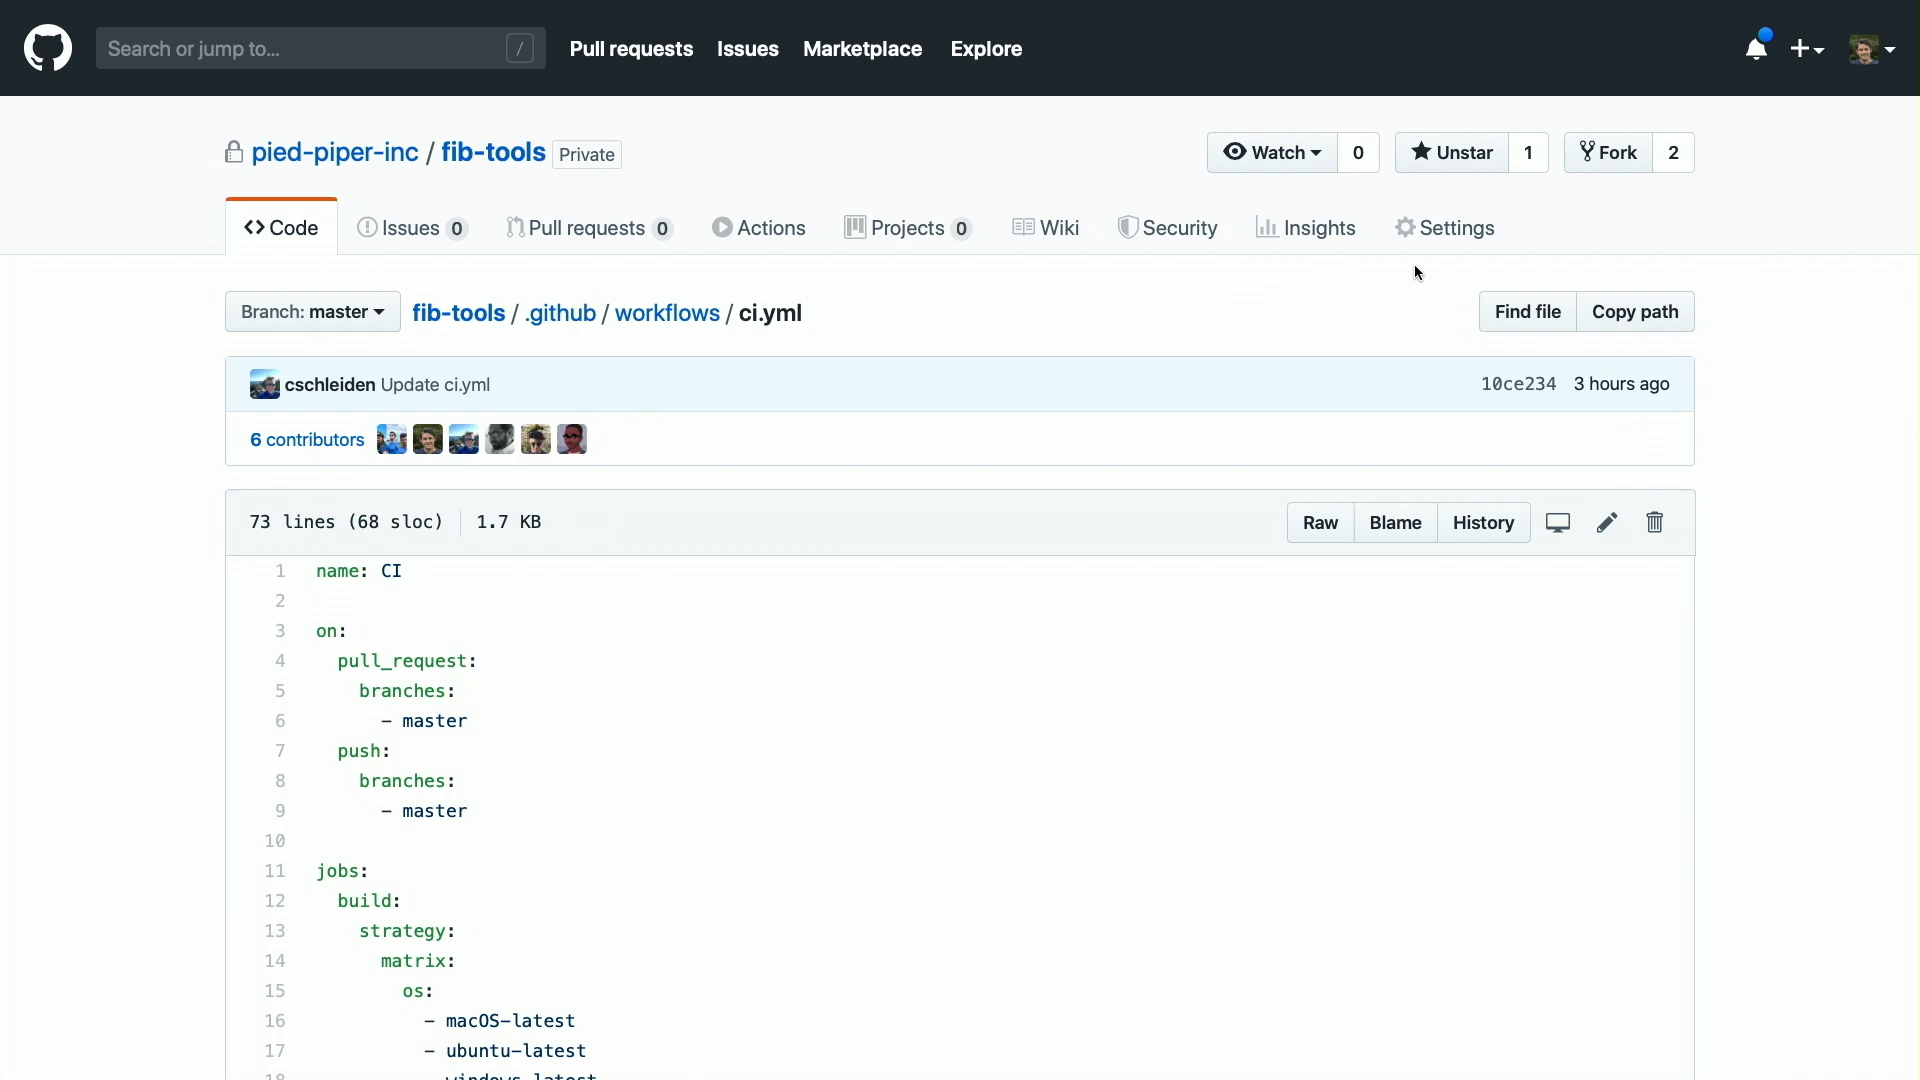 Search or jump to... /
Pull requests Issues Marketplace Explore
pied-piper-inc / fib-tools Private
Watch 0 Unstar 1 Fork 2
Code Issues 0 Pull requests 0 Actions Projects 0 Wiki Security Insights Settings
Branch: master fib-tools / .github / workflows / ci.yml Find file Copy path
cschleiden Update ci.yml 10ce234 3 hours ago
6 contributors
73 lines (68 sloc) 1.7 KB Raw Blame History
1 name: CI
2
3 on:
4 pull_request:
5 branches:
6 - master
7 push:
8 branches:
9 - master
10
11 jobs:
12 build:
13 strategy:
14 matrix:
15 os:
16 - macOS-latest
17 - ubuntu-latest
18 windows-latest